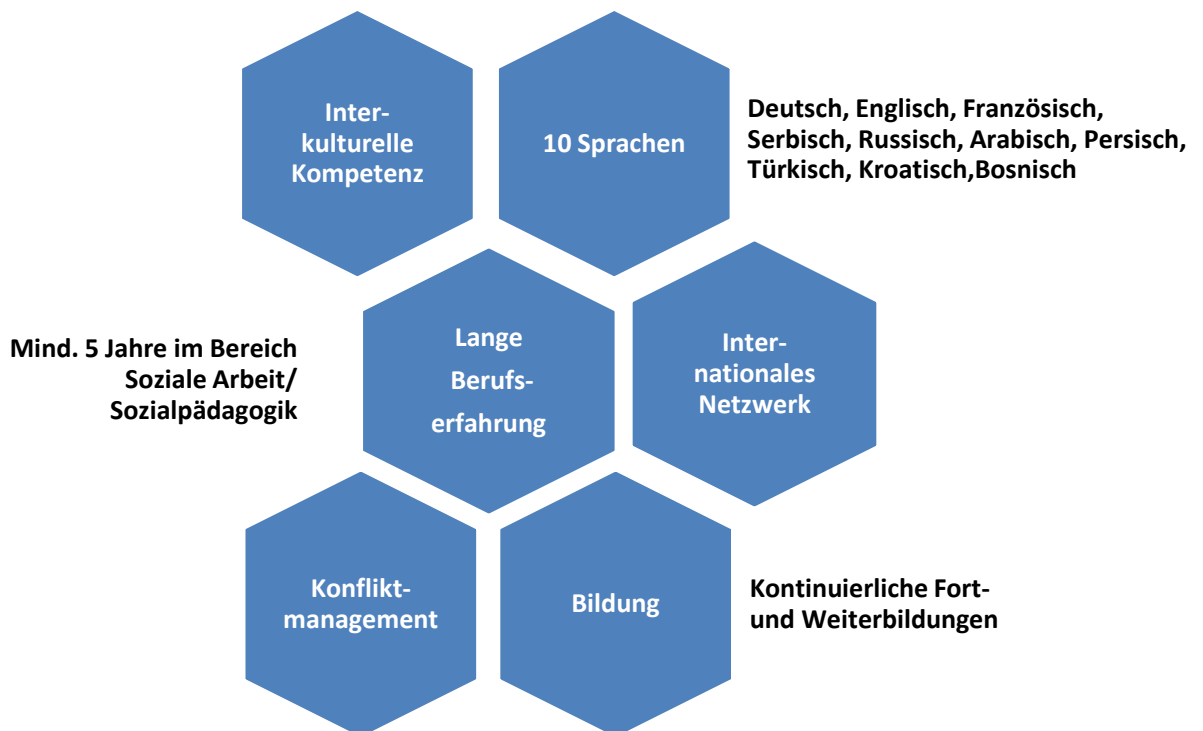 Inter-
kulturelle
Kompetenz
10 Sprachen
Deutsch, Englisch, Französisch,
Serbisch, Russisch, Arabisch, Persisch,
Türkisch, Kroatisch,Bosnisch
Mind. 5 Jahre im Bereich
Soziale Arbeit/
Sozialpädagogik
Lange
Berufs-
erfahrung
Inter-
nationales
Netzwerk
Konflikt-
management
Bildung
Kontinuierliche Fort-
und Weiterbildungen